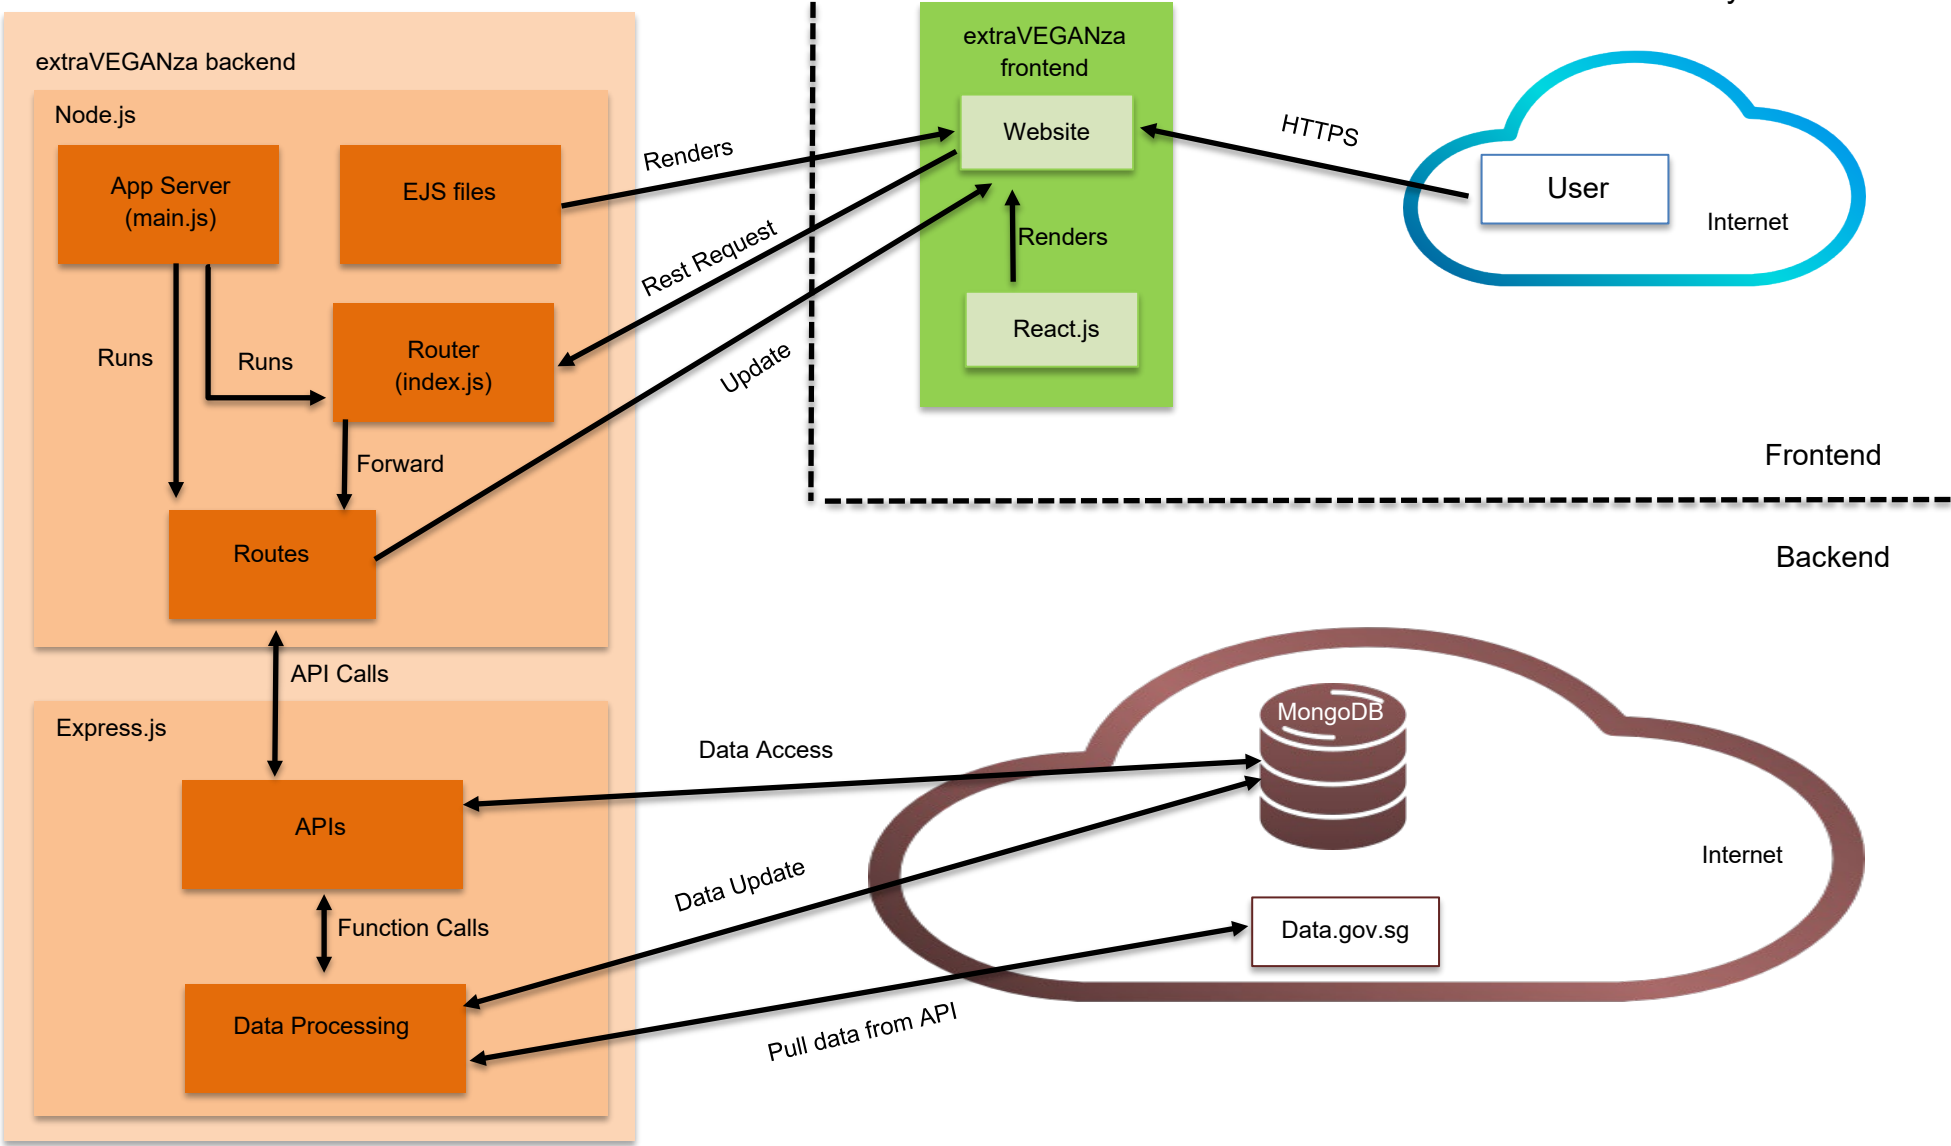 extraVEGANza backend
Node.js
App Server
(main.js)
EJS files
Router
(index.js)
Runs
Runs
Forward
Routes
API Calls
Express.js
APIs
Function Calls
Data Processing
Renders
Rest Request
Update
extraVEGANza
frontend
Website
Renders
React.js
HTTPS
User
Internet
Frontend
Backend
Data Access
Data Update
Pull data from API
MongoDB
Data.gov.sg
Internet